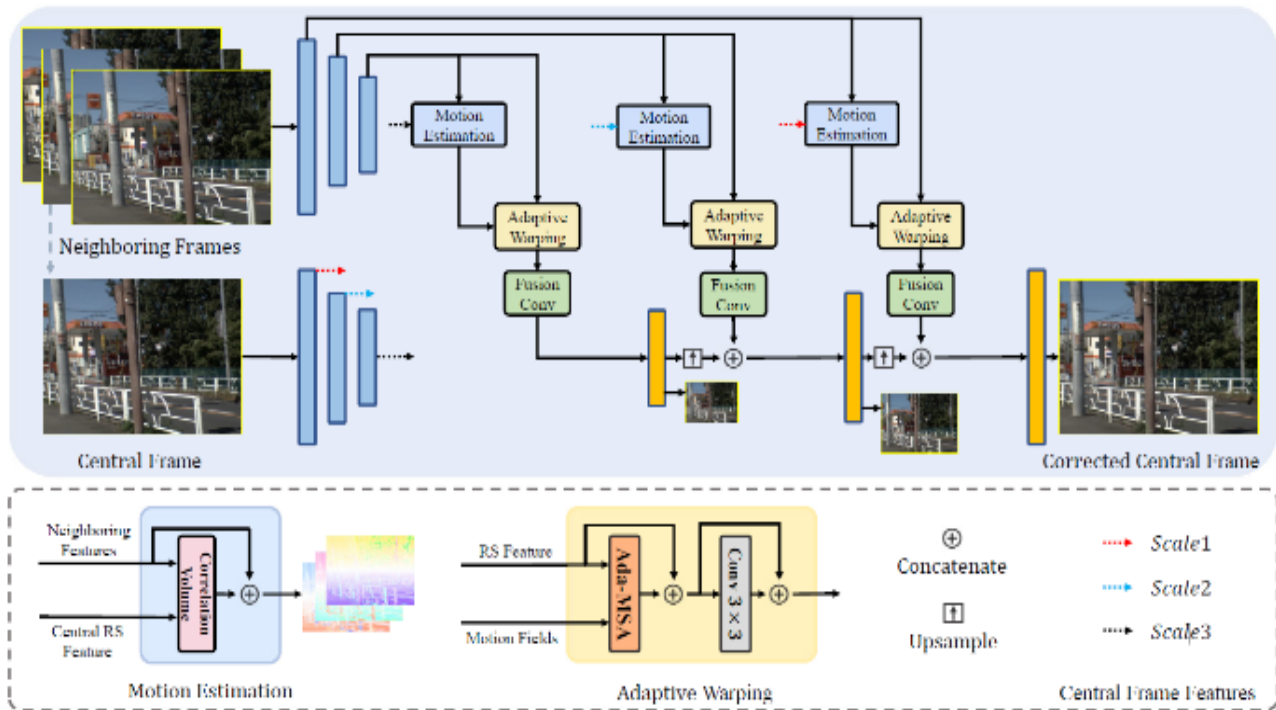 Motion
Estimation
Motion
Estimation
Motion
Estimation
Adaptive
Warping
Adaptive
Warping
Adaptive
Warping
Neighboring Frames
Fusion
Conv
Fusion
Conv
Fusion
Conv
Central Frame
Corrected Central Frame
Neighboring
Features
Correlation
Volume
Central RS
Feature
Motion Estimation
RS Feature
Motion Fields
Ada-MSA
Conv 3 × 3
Adaptive Warping
Concatenate
Upsample
Scale1
Scale2
Scale3
Central Frame Features